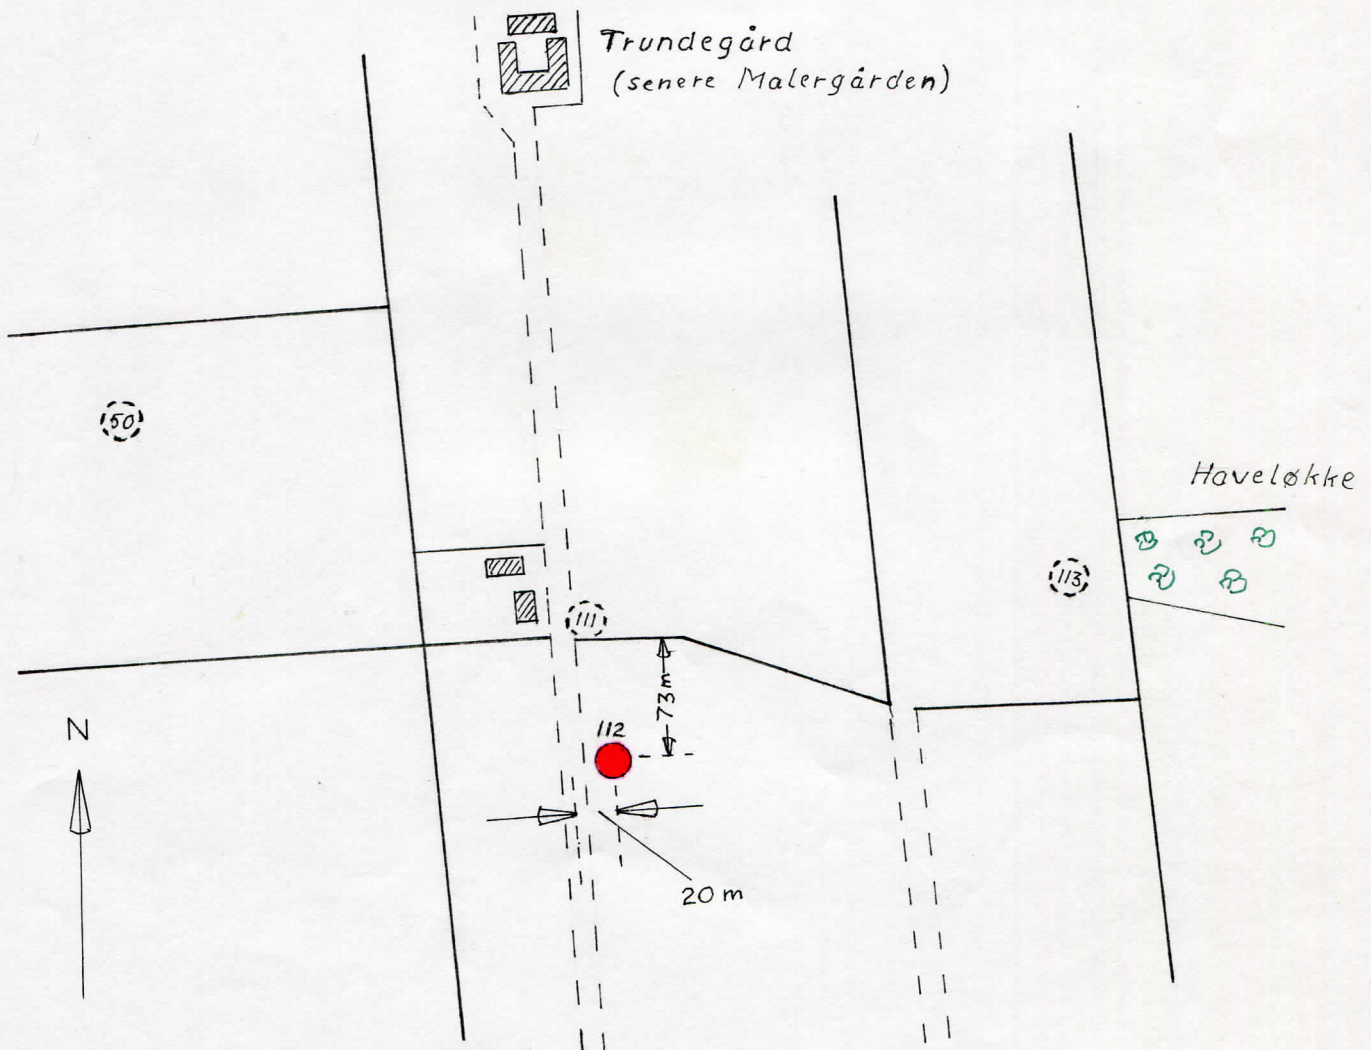 Trundegård
(senere Malergården)
50
Haveløkke
113
111
73 m
N
112
20 m